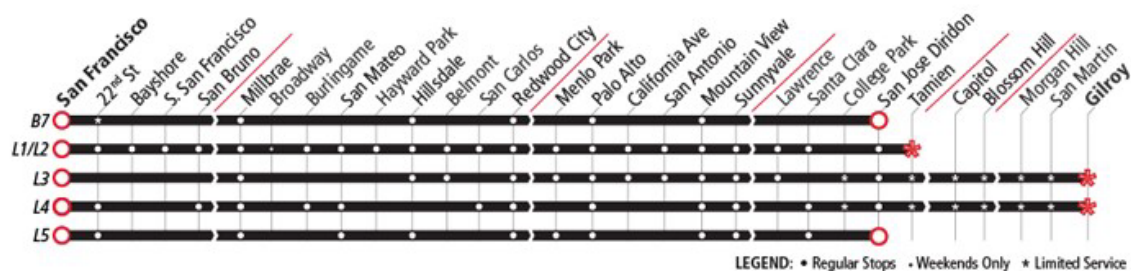 San Francisco
22nd St
Bayshore
S. San Francisco
San Bruno
Millbrae
Broadway
Burlingame
San Mateo
Hayward Park
Hillsdale
Belmont
San Carlos
Redwood City
Menlo Park
Palo Alto
California Ave
San Antonio
Mountain View
Sunnyvale
Lawrence
Santa Clara
College Park
San Jose Diridon
Tamien
Capitol
Blossom Hill
Morgan Hill
San Martin
Gilroy
B7
L1/L2
L3
L4
L5
LEGEND: • Regular Stops • Weekends Only * Limited Service